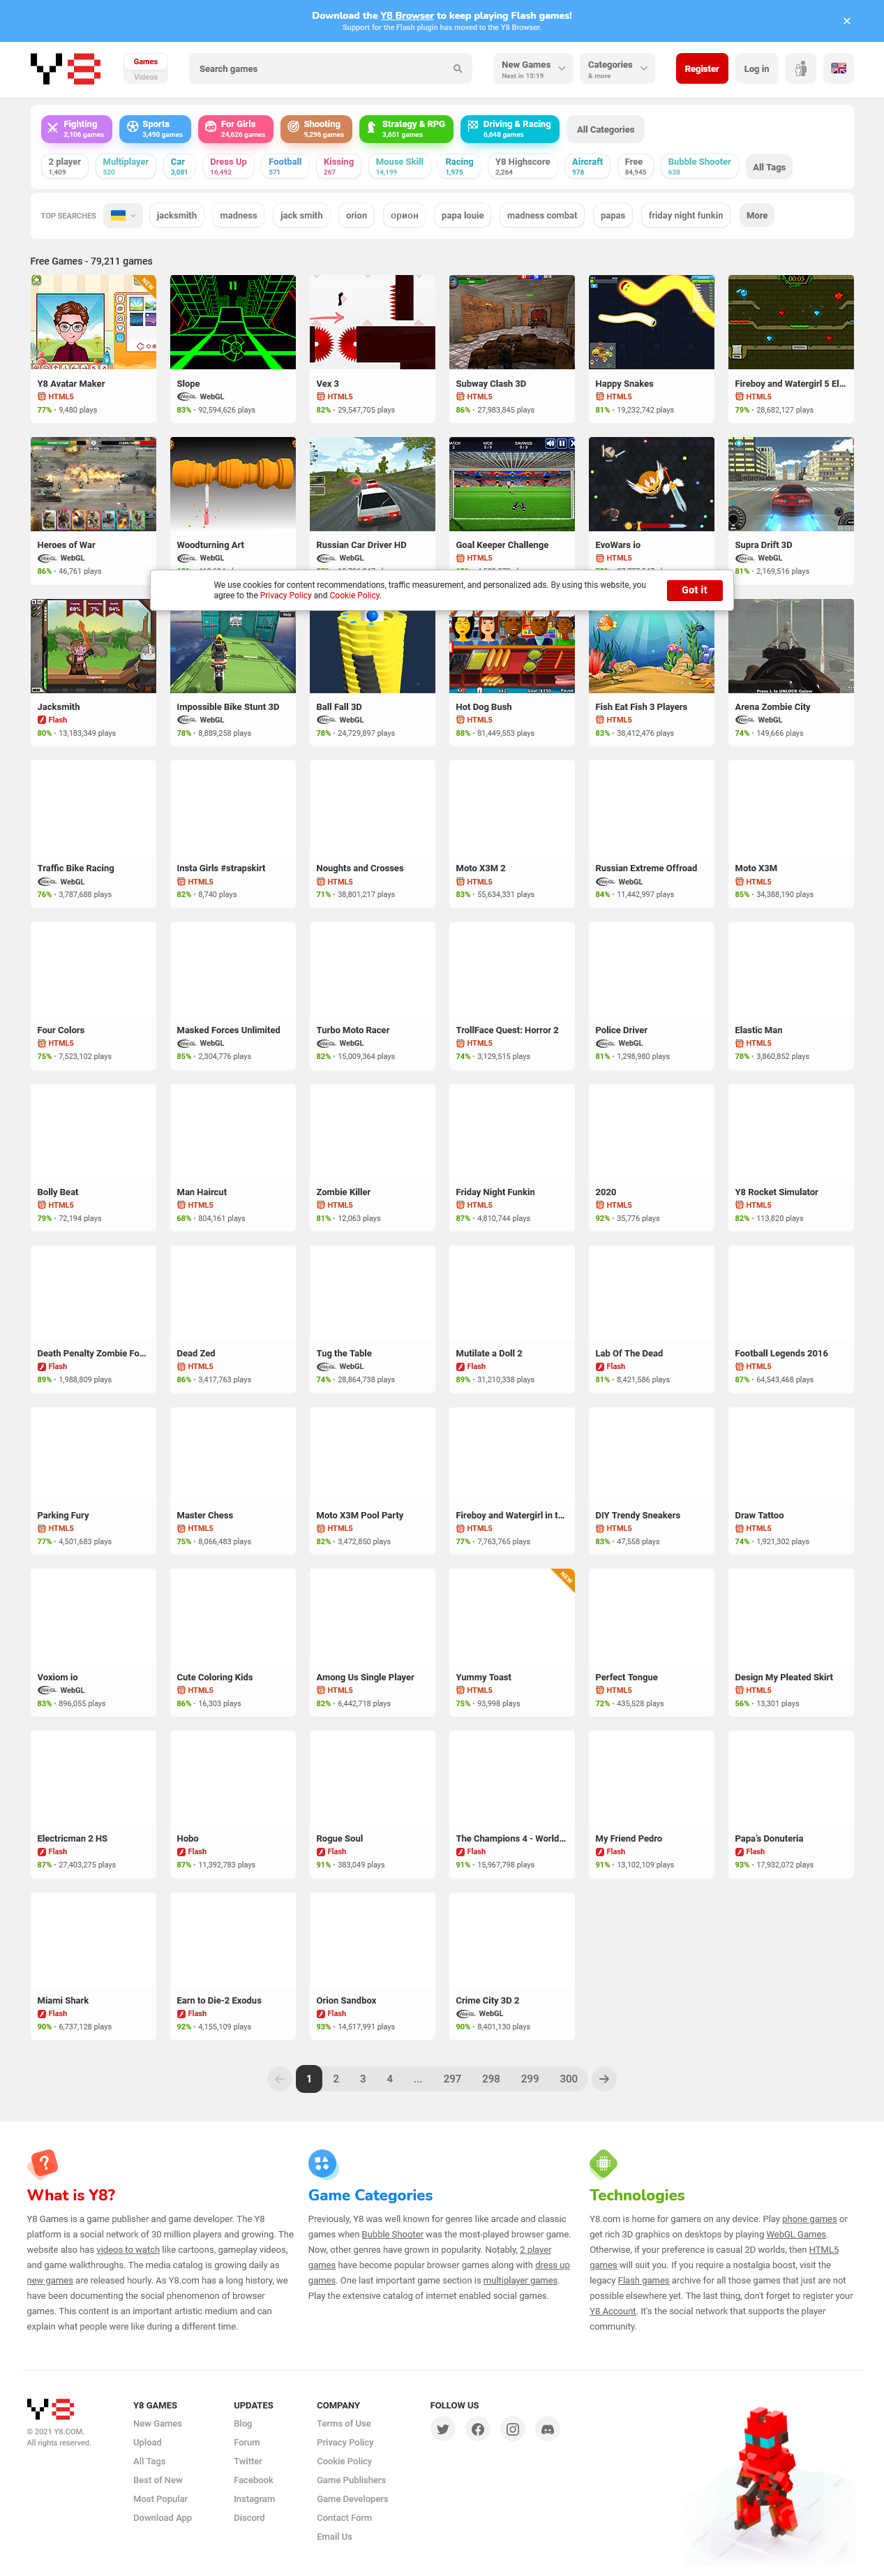 Download the Y8 Browser to keep playing Flash games!
Support for the Flash plugin has moved to the Y8 Browser.
Y8
Games
Videos
Search games
New Games
Next in 15:19
Categories
& more
Register
Log in
Fighting
2,106 games
Sports
3,490 games
For Girls
24,626 games
Shooting
9,296 games
Strategy & RPG
3,651 games
Driving & Racing
6,648 games
All Categories
2 player
1,409
Multiplayer
520
Car
3,081
Dress Up
16,492
Football
571
Kissing
267
Mouse Skill
14,199
Racing
1,975
Y8 Highscore
2,264
Aircraft
978
Free
84,945
Bubble Shooter
638
All Tags
TOP SEARCHES
jacksmith
madness
jack smith
orion
орион
papa louie
madness combat
papas
friday night funkin
More
Free Games - 79,211 games
NEW
Y8 Avatar Maker
HTML5
77% • 9,480 plays
Slope
WebGL
83% • 92,594,626 plays
Vex 3
HTML5
82% • 29,547,705 plays
Subway Clash 3D
HTML5
86% • 27,983,845 plays
Happy Snakes
HTML5
81% • 19,232,742 plays
Fireboy and Watergirl 5 El...
HTML5
79% • 28,682,127 plays
Heroes of War
WebGL
86% • 46,761 plays
Woodturning Art
WebGL
Russian Car Driver HD
WebGL
Goal Keeper Challenge
HTML5
EvoWars io
HTML5
Supra Drift 3D
WebGL
81% • 2,169,516 plays
We use cookies for content recommendations, traffic measurement, and personalized ads. By using this website, you
agree to the Privacy Policy and Cookie Policy.
Got it
Jacksmith
Flash
80% • 13,183,349 plays
Impossible Bike Stunt 3D
WebGL
78% • 8,889,258 plays
Ball Fall 3D
WebGL
78% • 24,729,897 plays
Hot Dog Bush
HTML5
88% • 81,449,553 plays
Fish Eat Fish 3 Players
HTML5
83% • 38,412,476 plays
Arena Zombie City
WebGL
74% • 149,666 plays
Traffic Bike Racing
WebGL
76% • 3,787,688 plays
Insta Girls #strapskirt
HTML5
82% • 8,740 plays
Noughts and Crosses
HTML5
71% • 38,801,217 plays
Moto X3M 2
HTML5
83% • 55,634,331 plays
Russian Extreme Offroad
WebGL
84% • 11,442,997 plays
Moto X3M
HTML5
85% • 34,388,190 plays
Four Colors
HTML5
75% • 7,523,102 plays
Masked Forces Unlimited
WebGL
85% • 2,304,776 plays
Turbo Moto Racer
WebGL
82% • 15,009,364 plays
TrollFace Quest: Horror 2
HTML5
74% • 3,129,515 plays
Police Driver
WebGL
81% • 1,298,980 plays
Elastic Man
HTML5
78% • 3,860,852 plays
Bolly Beat
HTML5
79% • 72,194 plays
Man Haircut
HTML5
68% • 804,161 plays
Zombie Killer
HTML5
81% • 12,063 plays
Friday Night Funkin
HTML5
87% • 4,810,744 plays
2020
HTML5
92% • 35,776 plays
Y8 Rocket Simulator
HTML5
82% • 113,820 plays
Death Penalty Zombie Fo...
Flash
89% • 1,988,809 plays
Dead Zed
HTML5
86% • 3,417,763 plays
Tug the Table
WebGL
74% • 28,864,738 plays
Mutilate a Doll 2
Flash
89% • 31,210,338 plays
Lab Of The Dead
Flash
81% • 8,421,586 plays
Football Legends 2016
HTML5
87% • 64,543,468 plays
Parking Fury
HTML5
77% • 4,501,683 plays
Master Chess
HTML5
75% • 8,066,483 plays
Moto X3M Pool Party
HTML5
82% • 3,472,850 plays
Fireboy and Watergirl in t...
HTML5
77% • 7,763,765 plays
DIY Trendy Sneakers
HTML5
83% • 47,558 plays
Draw Tattoo
HTML5
74% • 1,921,302 plays
Voxiom io
WebGL
83% • 896,055 plays
Cute Coloring Kids
HTML5
86% • 16,303 plays
Among Us Single Player
HTML5
82% • 6,442,718 plays
NEW
Yummy Toast
HTML5
75% • 93,998 plays
Perfect Tongue
HTML5
72% • 435,528 plays
Design My Pleated Skirt
HTML5
56% • 13,301 plays
Electricman 2 HS
Flash
87% • 27,403,275 plays
Hobo
Flash
87% • 11,392,783 plays
Rogue Soul
Flash
91% • 383,049 plays
The Champions 4 - World...
Flash
91% • 15,967,798 plays
My Friend Pedro
Flash
91% • 13,102,109 plays
Papa's Donuteria
Flash
93% • 17,932,072 plays
Miami Shark
Flash
90% • 6,737,128 plays
Earn to Die-2 Exodus
Flash
92% • 4,155,109 plays
Orion Sandbox
Flash
93% • 14,517,991 plays
Crime City 3D 2
WebGL
90% • 8,401,130 plays
1 2 3 4 ... 297 298 299 300
What is Y8?
Y8 Games is a game publisher and game developer. The Y8
platform is a social network of 30 million players and growing. The
website also has videos to watch like cartoons, gameplay videos,
and game walkthroughs. The media catalog is growing daily as
new games are released hourly. As Y8.com has a long history, we
have been documenting the social phenomenon of browser
games. This content is an important artistic medium and can
explain what people were like during a different time.
Game Categories
Previously, Y8 was well known for genres like arcade and classic
games when Bubble Shooter was the most-played browser game.
Now, other genres have grown in popularity. Notably, 2 player
games have become popular browser games along with dress up
games. One last important game section is multiplayer games.
Play the extensive catalog of internet enabled social games.
Technologies
Y8.com is home for gamers on any device. Play phone games or
get rich 3D graphics on desktops by playing WebGL Games.
Otherwise, if your preference is casual 2D worlds, then HTML5
games will suit you. If you require a nostalgia boost, visit the
legacy Flash games archive for all those games that just are not
possible elsewhere yet. The last thing, don't forget to register your
Y8 Account. It's the social network that supports the player
community.
Y8
© 2021 Y8.COM.
All rights reserved.
Y8 GAMES
New Games
Upload
All Tags
Best of New
Most Popular
Download App
UPDATES
Blog
Forum
Twitter
Facebook
Instagram
Discord
COMPANY
Terms of Use
Privacy Policy
Cookie Policy
Game Publishers
Game Developers
Contact Form
Email Us
FOLLOW US